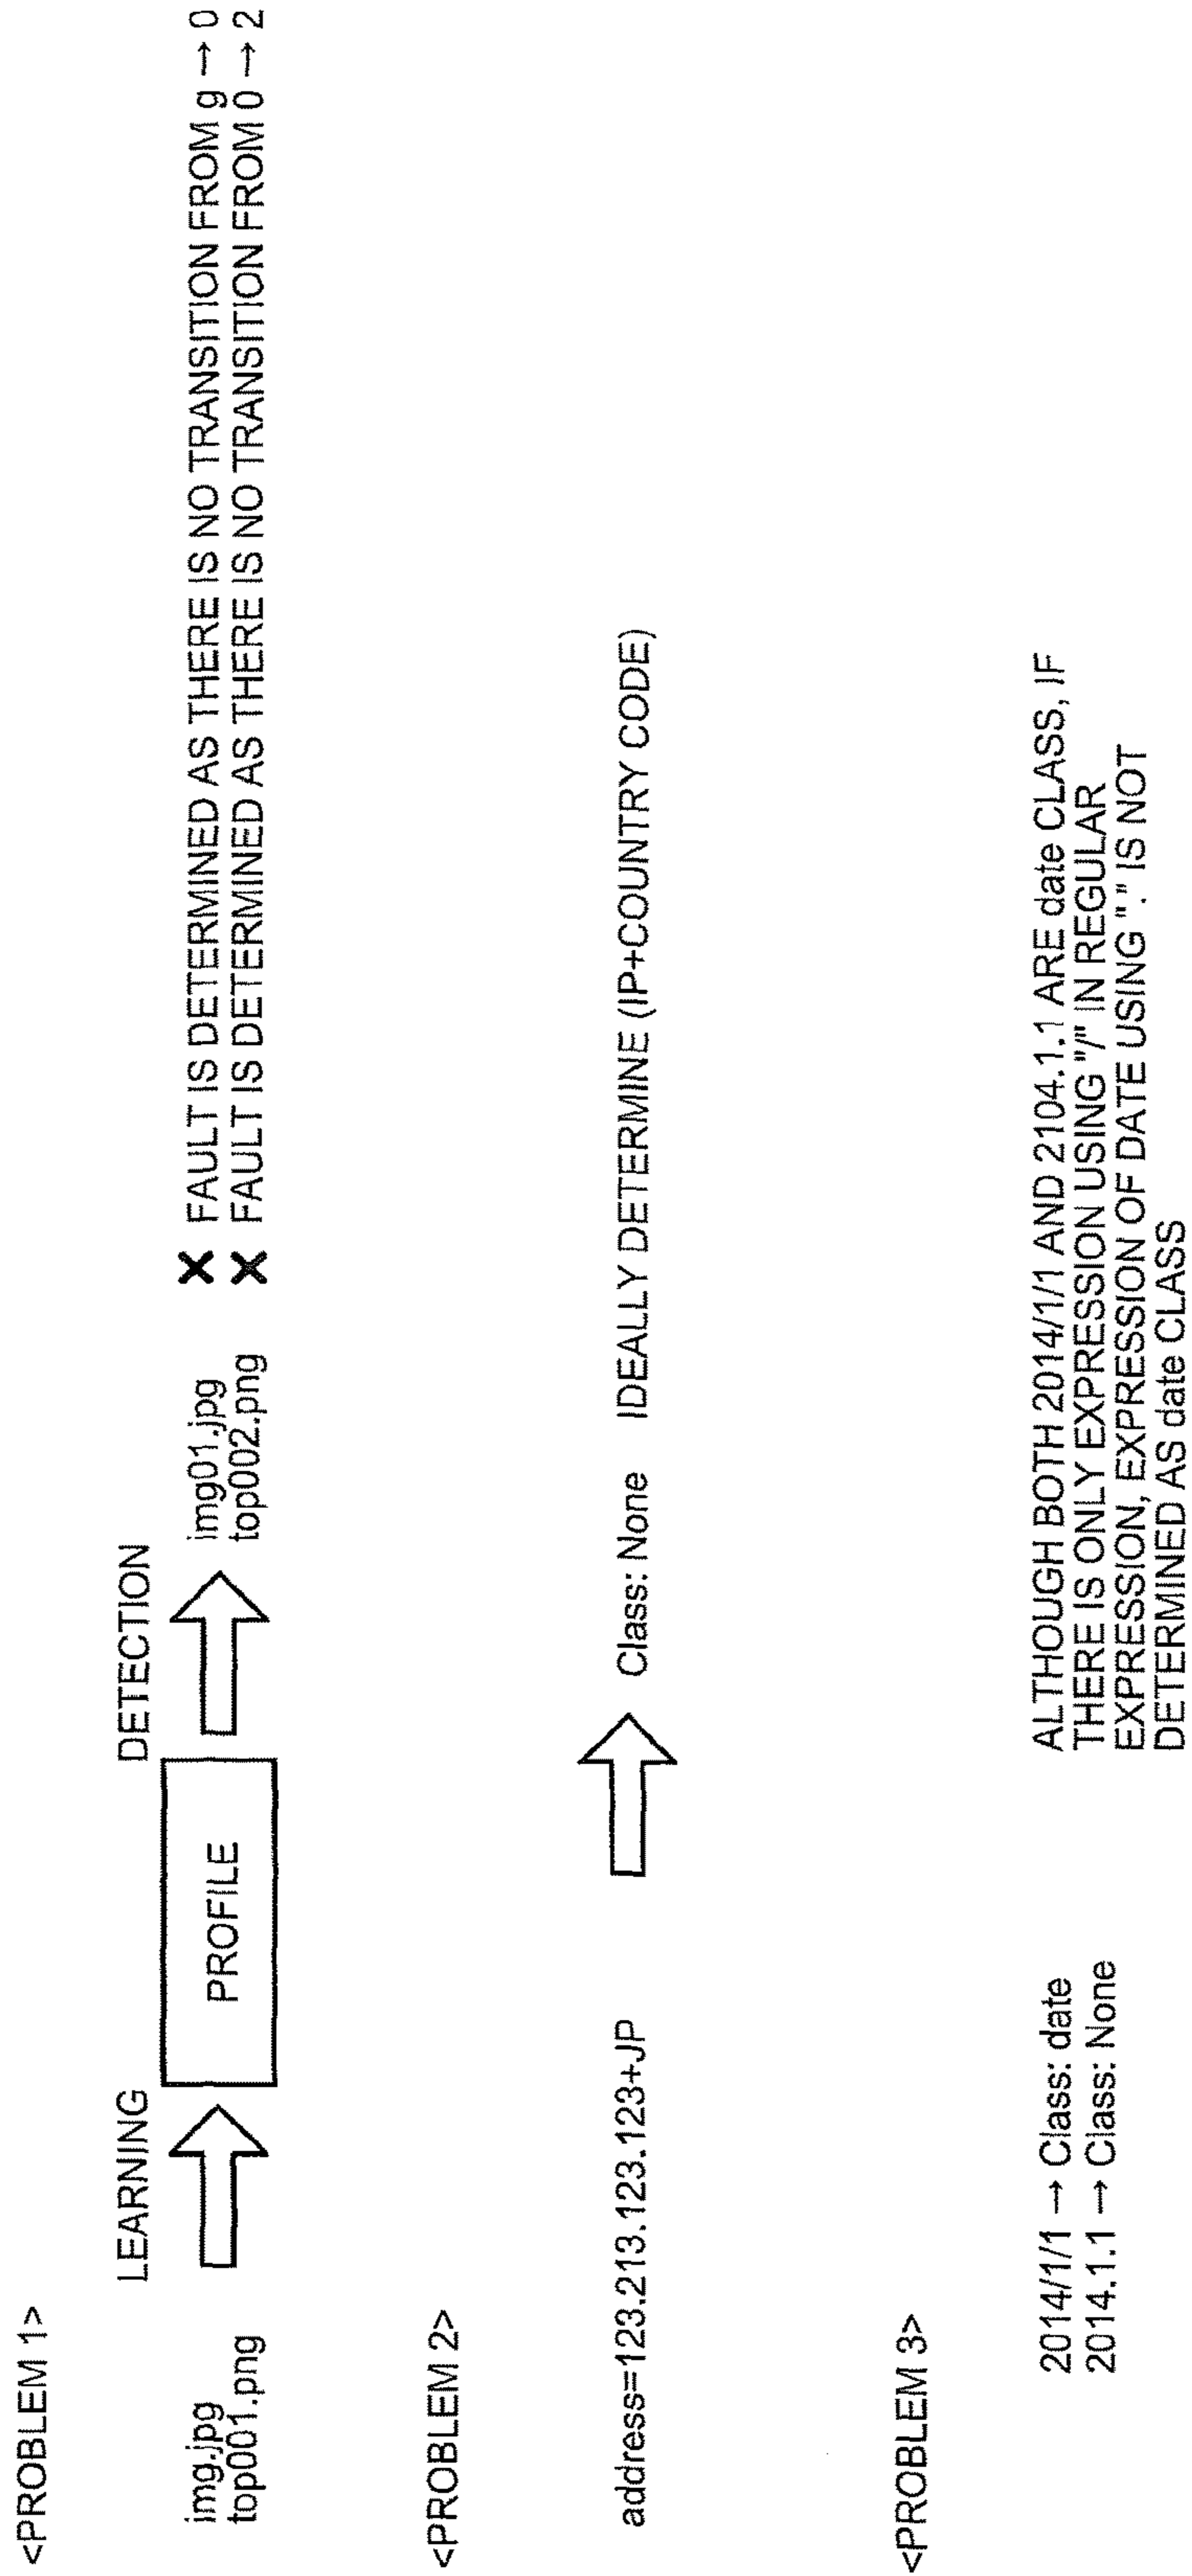 <PROBLEM 1>
LEARNING
DETECTION
img.jpg
top001.png
PROFILE
img01.jpg
top002.png
X FAULT IS DETERMINED AS THERE IS NO TRANSITION FROM g → 0
X FAULT IS DETERMINED AS THERE IS NO TRANSITION FROM 0 → 2
<PROBLEM 2>
address=123.213.123.123+JP
Class: None
IDEALLY DETERMINE (IP+COUNTRY CODE)
<PROBLEM 3>
2014/1/1 → Class: date
2014.1.1 → Class: None
ALTHOUGH BOTH 2014/1/1 AND 2104.1.1 ARE date CLASS, IF
THERE IS ONLY EXPRESSION USING "/" IN REGULAR
EXPRESSION, EXPRESSION OF DATE USING "." IS NOT
DETERMINED AS date CLASS